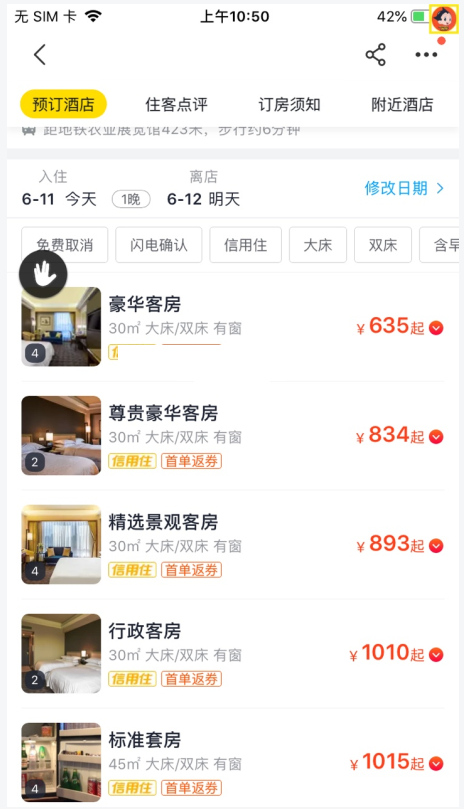 无 SIM 卡 上午10:50 42%
预订酒店 住客点评 订房须知 附近酒店
距地铁农业展览馆423米，步行约6分钟
入住 离店
6-11 今天 1晚 6-12 明天 修改日期
免费取消 闪电确认 信用住 大床 双床 含早
豪华客房
30㎡ 大床/双床 有窗 ¥635起
4
尊贵豪华客房
30㎡ 大床/双床 有窗 ¥834起
2 信用住 首单返券
精选景观客房
30㎡ 大床/双床 有窗 ¥893起
4 信用住 首单返券
行政客房
30㎡ 大床/双床 有窗 ¥1010起
2 信用住 首单返券
标准套房
45㎡ 大床/双床 有窗 ¥1015起
4 信用住 首单返券